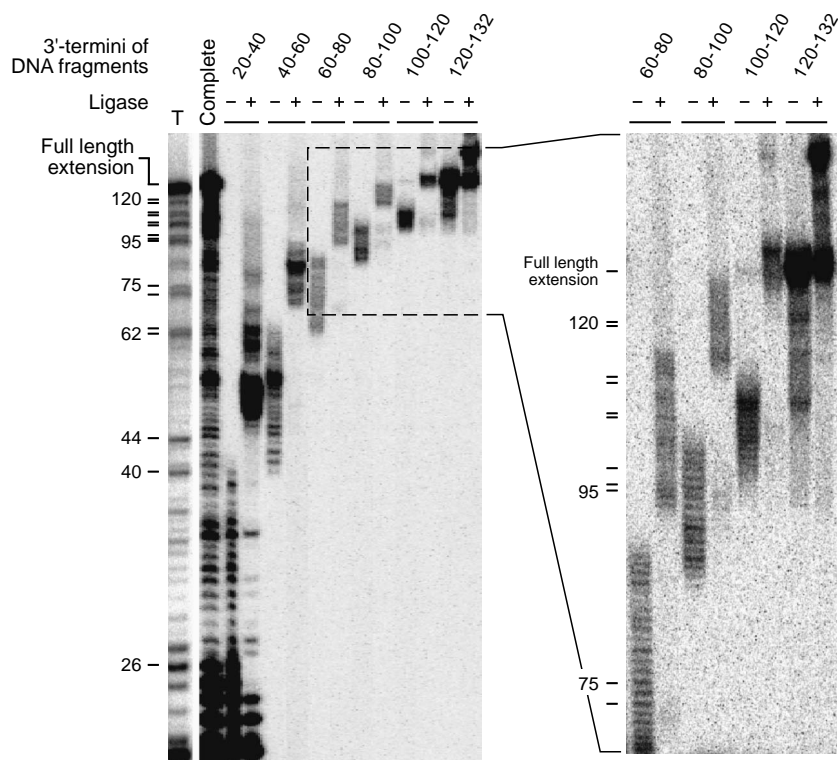 3'-termini of
DNA fragments
Ligase
T
Complete
20-40
40-60
60-80
80-100
100-120
120-132
– + – + – + – + – + – +
Full length
extension
120
95
75
62
44
40
26
60-80
80-100
100-120
120-132
– + – + – + – +
Full length
extension
120
95
75